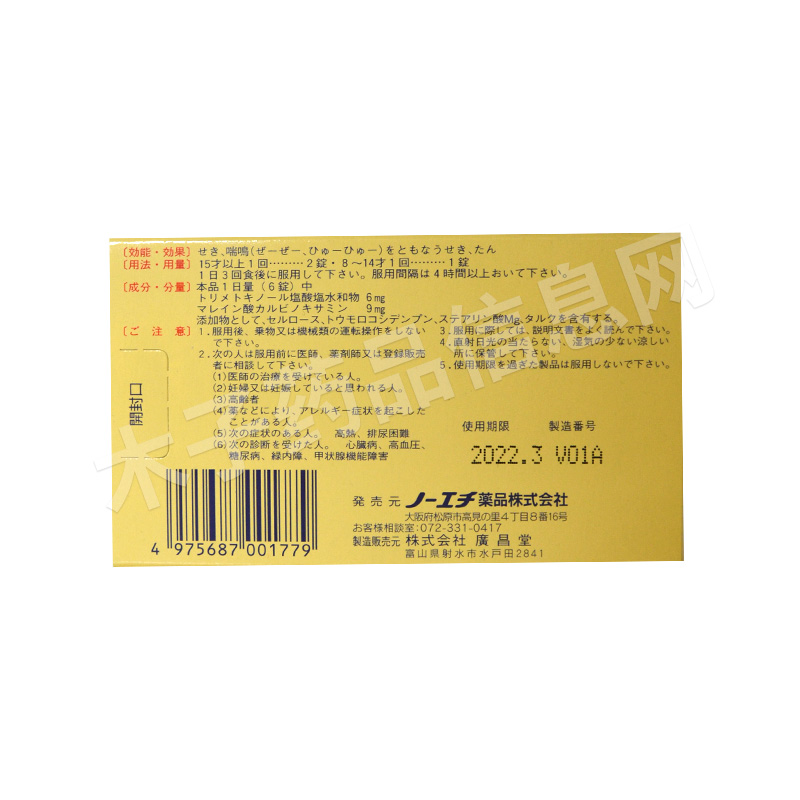 〔効能・効果〕せき、喘鳴(ぜーぜー、ひゅーひゅー)をともなうせき、たん
〔用法・用量〕15才以上1回………2錠・8〜14才1回………1錠
1日3回食後に服用して下さい。服用間隔は4時間以上おいて下さい。
〔成分・分量〕本品1日量(6錠)中
トリメトキノール塩酸塩水和物 6mg
マレイン酸カルビノキサミン 9mg
添加物として、セルロース、トウモロコシデンプン、ステアリン酸Mg、タルクを含有する。
〔ご注意〕1.服用後、乗物又は機械類の運転操作をしない
で下さい。
2.次の人は服用前に医師、薬剤師又は登録販売
者に相談して下さい。
(1)医師の治療を受けている人。
(2)妊婦又は妊娠していると思われる人。
(3)高齢者
(4)薬などにより、アレルギー症状を起こした
ことがある人。
(5)次の症状のある人。 高熱、排尿困難
(6)次の診断を受けた人。 心臓病、高血圧、
糖尿病、緑内障、甲状腺機能障害
3.服用に際しては、説明文書をよく読んで下さい。
4.直射日光の当たらない、湿気の少ない涼しい
所に保管して下さい。
5.使用期限を過ぎた製品は服用しないで下さい。
開封口
使用期限 製造番号
2022.3 V01A
発売元 ノーエチ薬品株式会社
大阪府松原市高見の里4丁目8番16号
お客様相談室:072-331-0417
製造販売元 株式会社 廣昌堂
富山県射水市水戸田2841
4 975687 001779
木子药品信息网